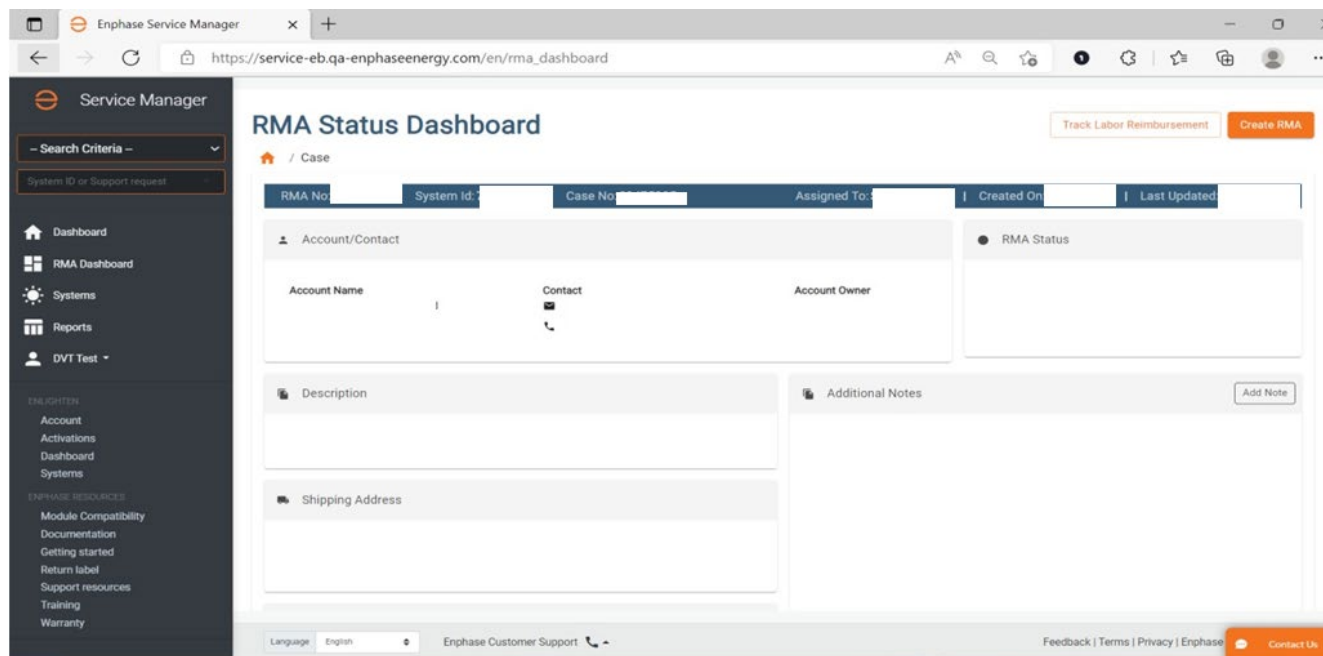 Enphase Service Manager
https://service-eb.qa-enphaseenergy.com/en/rma_dashboard
Service Manager
-- Search Criteria --
System ID or Support request
Dashboard
RMA Dashboard
Systems
Reports
DVT Test
ENLIGHTEN
Account
Activations
Dashboard
Systems
ENPHASE RESOURCES
Module Compatibility
Documentation
Getting started
Return label
Support resources
Training
Warranty
RMA Status Dashboard
Track Labor Reimbursement
Create RMA
/ Case
RMA No: System Id: Case No: Assigned To: | Created On | Last Updated:
Account/Contact
RMA Status
Account Name Contact Account Owner
Description
Additional Notes
Add Note
Shipping Address
Language English
Enphase Customer Support
Feedback | Terms | Privacy | Enphase
Contact Us